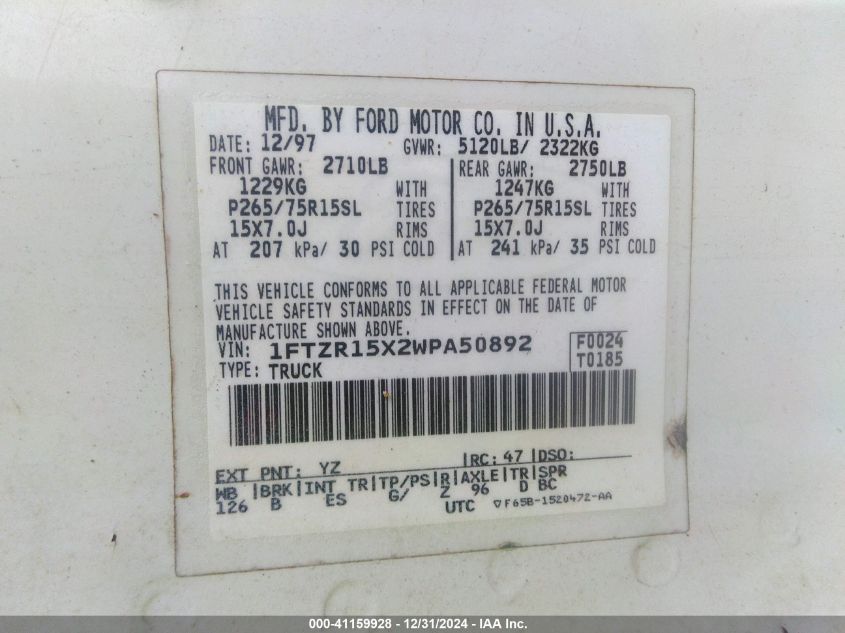 MFD. BY FORD MOTOR CO. IN U.S.A.
DATE: 12/97 GVWR: 5120LB/ 2322KG
FRONT GAWR: 2710LB REAR GAWR: 2750LB
1229KG WITH 1247KG WITH
P265/75R15SL TIRES P265/75R15SL TIRES
15X7.0J RIMS 15X7.0J RIMS
AT 207 kPa/ 30 PSI COLD AT 241 kPa/ 35 PSI COLD
THIS VEHICLE CONFORMS TO ALL APPLICABLE FEDERAL MOTOR
VEHICLE SAFETY STANDARDS IN EFFECT ON THE DATE OF
MANUFACTURE SHOWN ABOVE.
VIN: 1FTZR15X2WPA50892 F0024
TYPE: TRUCK T0185
EXT PNT: YZ |RC: 47 |DSO:
WB |BRK|INT TR|TP/PS|R|AXLE|TR|SPR
126 B ES G/ Z 96 D BC
UTC ▽F65B-1520472-AA
000-41159928 - 12/31/2024 - IAA Inc.